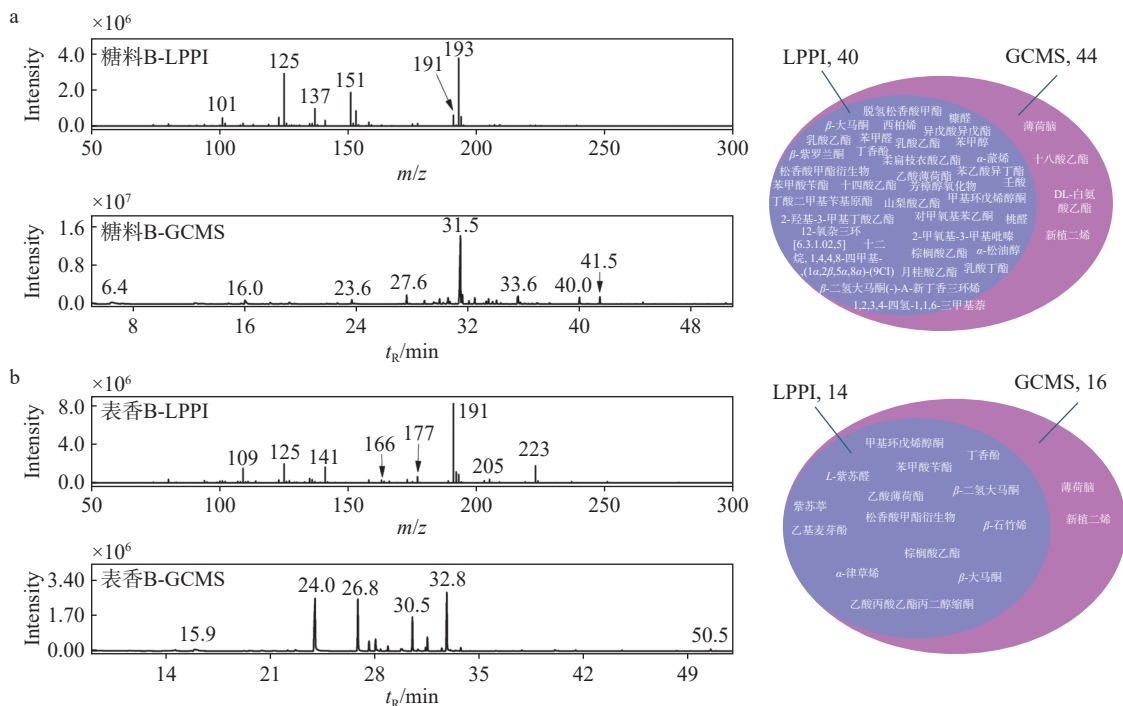 a
×10⁶
糖料B-LPPI
Intensity
4.0
2.0
0.0
101
125
137
151
191
193
50
100
150
200
250
300
m/z
×10⁷
糖料B-GCMS
Intensity
1.6
0.8
0.0
6.4
16.0
23.6
27.6
31.5
33.6
40.0
41.5
8
16
24
32
40
48
tR/min
LPPI, 40
GCMS, 44
脱氢松香酸甲酯
糠醛
β-大马酮
西柏烯
异戊酸异戊酯
乳酸乙酯
苯甲醛
乳酸乙酯
苯甲醇
β-紫罗兰酮
丁香酚
柔扁枝衣酸乙酯
α-蒎烯
松香酸甲酯衍生物
乙酸薄荷酯
苯乙酸异丁酯
苯甲酸苄酯
十四酸乙酯
芳樟醇氧化物
壬酸
丁酸二甲基苄基原酯
山梨酸乙酯
甲基环戊烯醇酮
2-羟基-3-甲基丁酸乙酯
对甲氧基苯乙酮
桃醛
12-氧杂三环
[6.3.1.02,5]
十二
2-甲氧基-3-甲基吡嗪
烷, 1,4,4,8-四甲基-
棕榈酸乙酯
α-松油醇
,(1α,2β,5α,8α)-(9CI)
月桂酸乙酯
乳酸丁酯
β-二氢大马酮(-)-A-新丁香三环烯
1,2,3,4-四氢-1,1,6-三甲基萘
薄荷脑
十八酸乙酯
DL-白氨
酸乙酯
新植二烯
b
×10⁶
表香B-LPPI
Intensity
8.0
4.0
0.0
109
125
141
166
177
191
205
223
50
100
150
200
250
300
m/z
×10⁶
表香B-GCMS
Intensity
3.40
1.70
0.00
15.9
24.0
26.8
30.5
32.8
50.5
14
21
28
35
42
49
tR/min
LPPI, 14
GCMS, 16
甲基环戊烯醇酮
丁香酚
苯甲酸苄酯
L-紫苏醛
β-二氢大马酮
乙酸薄荷酯
紫苏葶
松香酸甲酯衍生物
β-石竹烯
乙基麦芽酚
棕榈酸乙酯
α-律草烯
β-大马酮
乙酸丙酸乙酯丙二醇缩酮
薄荷脑
新植二烯